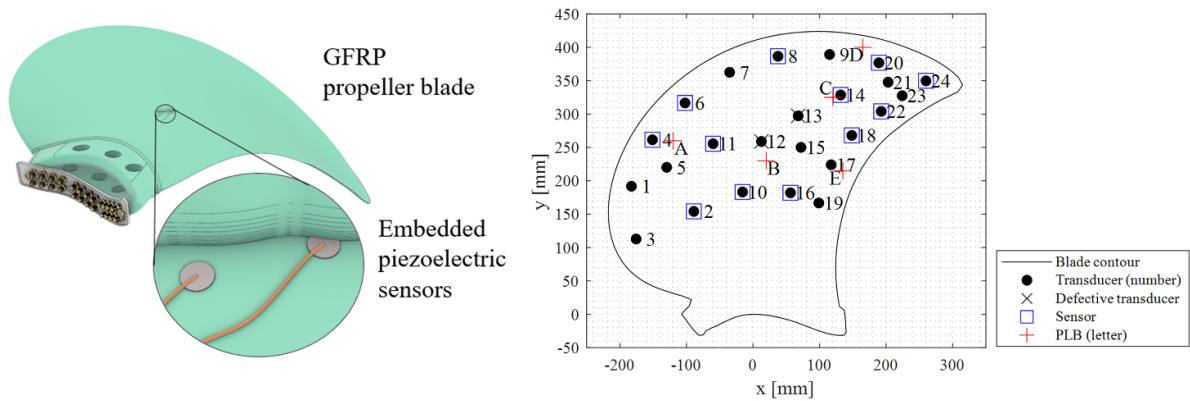 GFRP
propeller blade
Embedded
piezoelectric
sensors
y [mm]
450
400
350
300
250
200
150
100
50
0
-50
-200
-100
0
100
200
300
x [mm]
8
9D
20
7
21
24
C
14
23
6
13
22
4
A
11
12
18
15
5
B
17
E
1
10
16
19
2
3
Blade contour
Transducer (number)
Defective transducer
Sensor
PLB (letter)